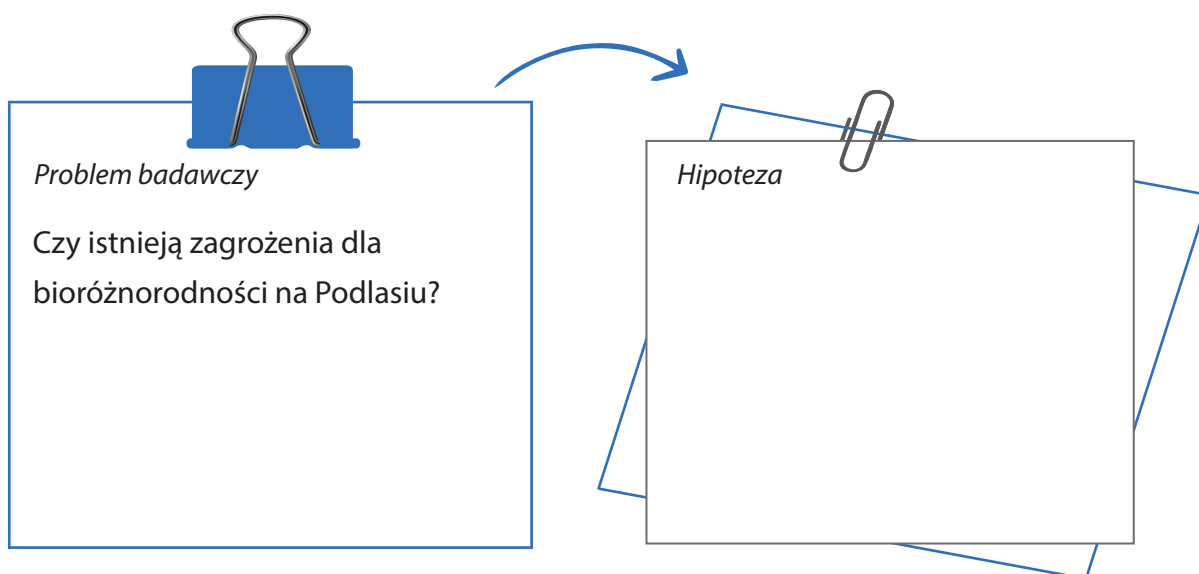 Problem badawczy
Czy istnieją zagrożenia dla
bioróżnorodności na Podlasiu?
Hipoteza